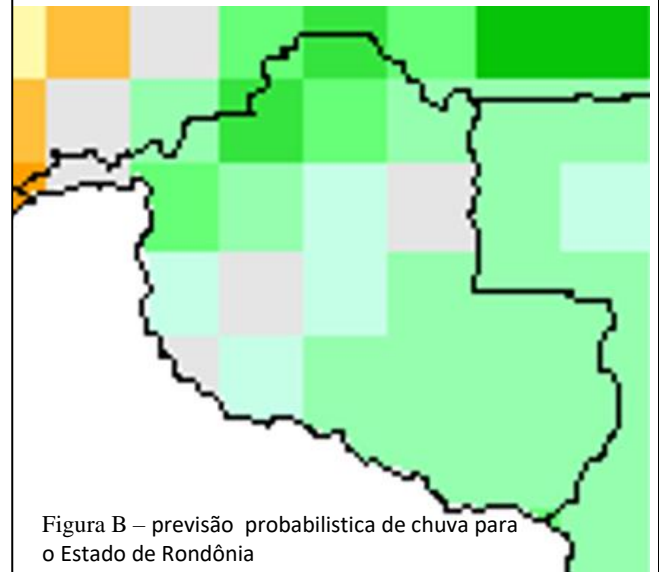 Figura B – previsão probabilistica de chuva para
o Estado de Rondônia